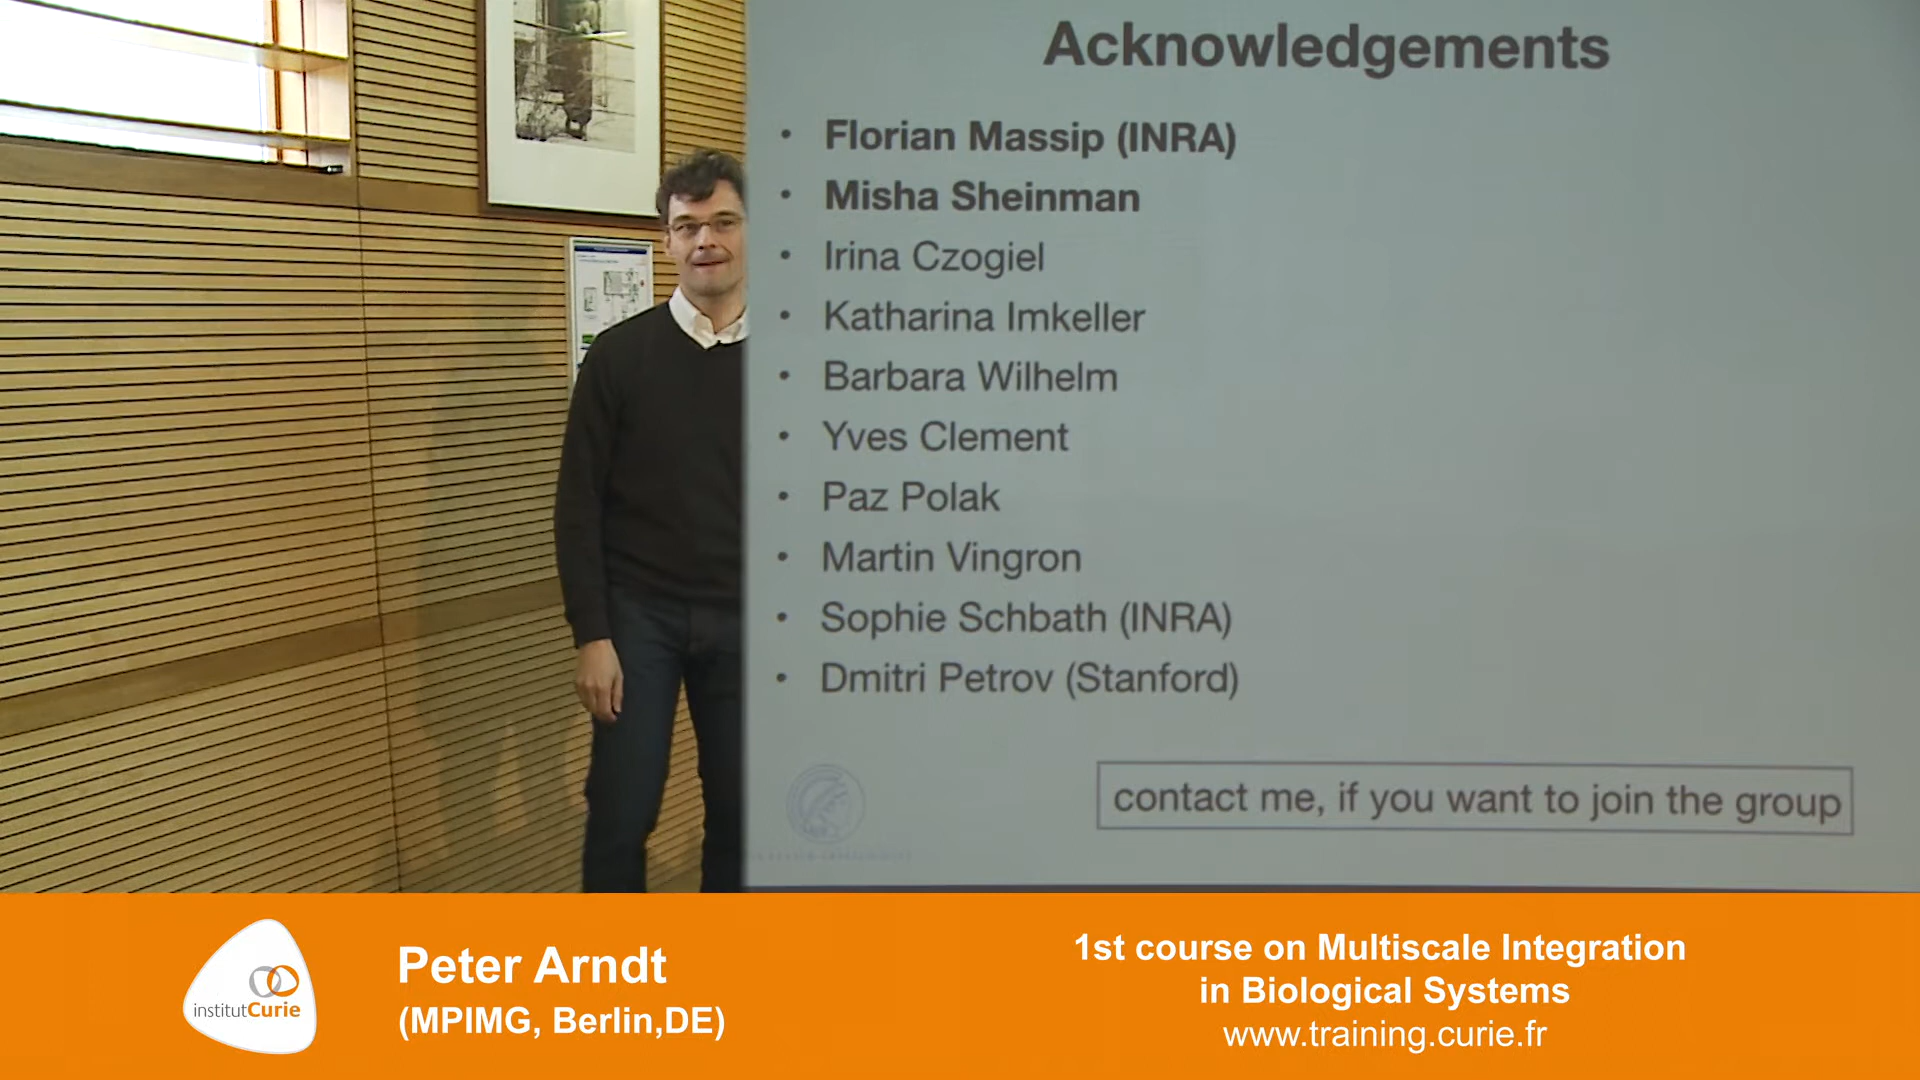 Acknowledgements
• Florian Massip (INRA)
• Misha Sheinman
• Irina Czogiel
• Katharina Imkeller
• Barbara Wilhelm
• Yves Clement
• Paz Polak
• Martin Vingron
• Sophie Schbath (INRA)
• Dmitri Petrov (Stanford)
contact me, if you want to join the group
institutCurie
Peter Arndt
(MPIMG, Berlin,DE)
1st course on Multiscale Integration
in Biological Systems
www.training.curie.fr